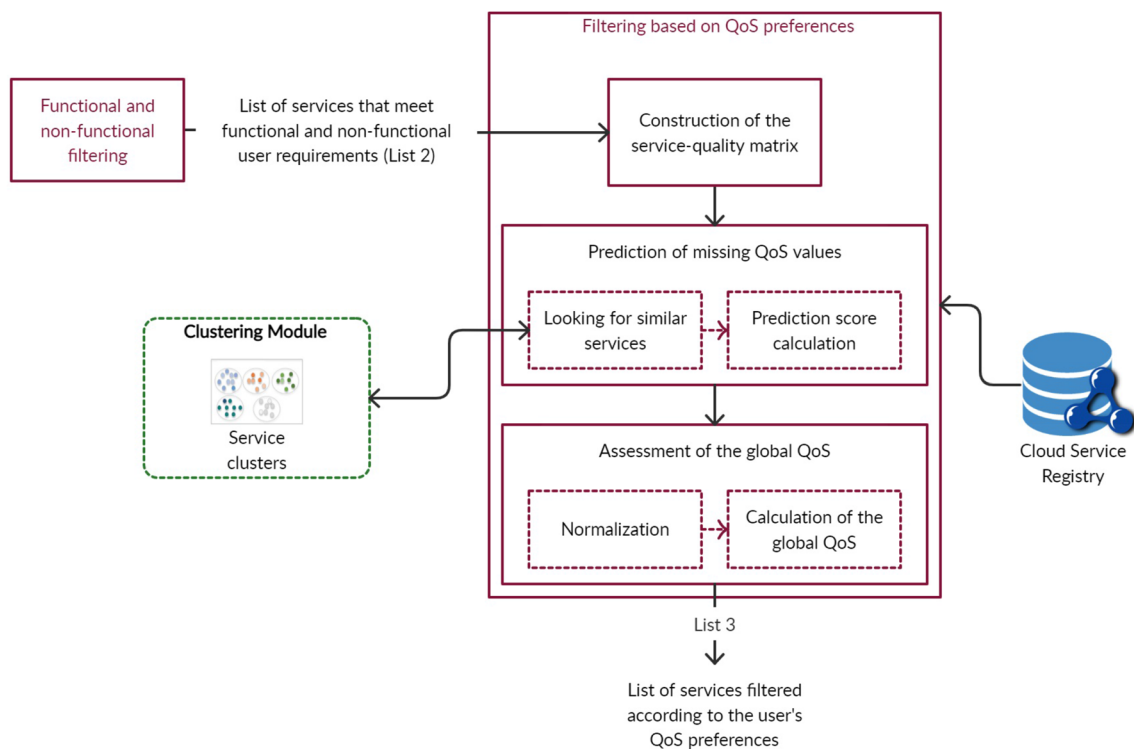 Filtering based on QoS preferences
Functional and
non-functional
filtering
List of services that meet
functional and non-functional
user requirements (List 2)
Construction of the
service-quality matrix
Prediction of missing QoS values
Looking for similar
services
Prediction score
calculation
Clustering Module
Service
clusters
Cloud Service
Registry
Assessment of the global QoS
Normalization
Calculation of the
global QoS
List 3
List of services filtered
according to the user's
QoS preferences